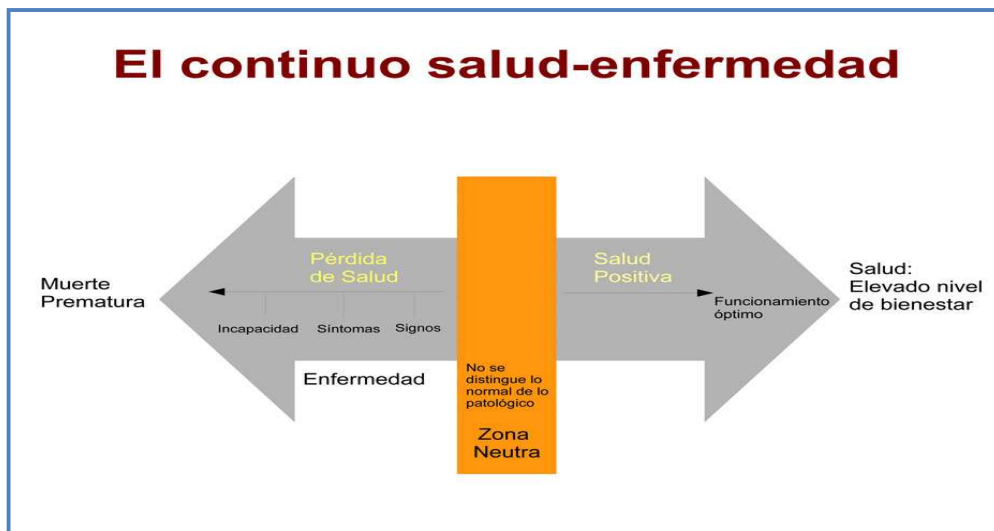 El continuo salud-enfermedad
Muerte
Prematura
Pérdida
de Salud
Incapacidad
Síntomas
Signos
Enfermedad
No se
distingue lo
normal de lo
patológico
Zona
Neutra
Salud
Positiva
Funcionamiento
óptimo
Salud:
Elevado nivel
de bienestar